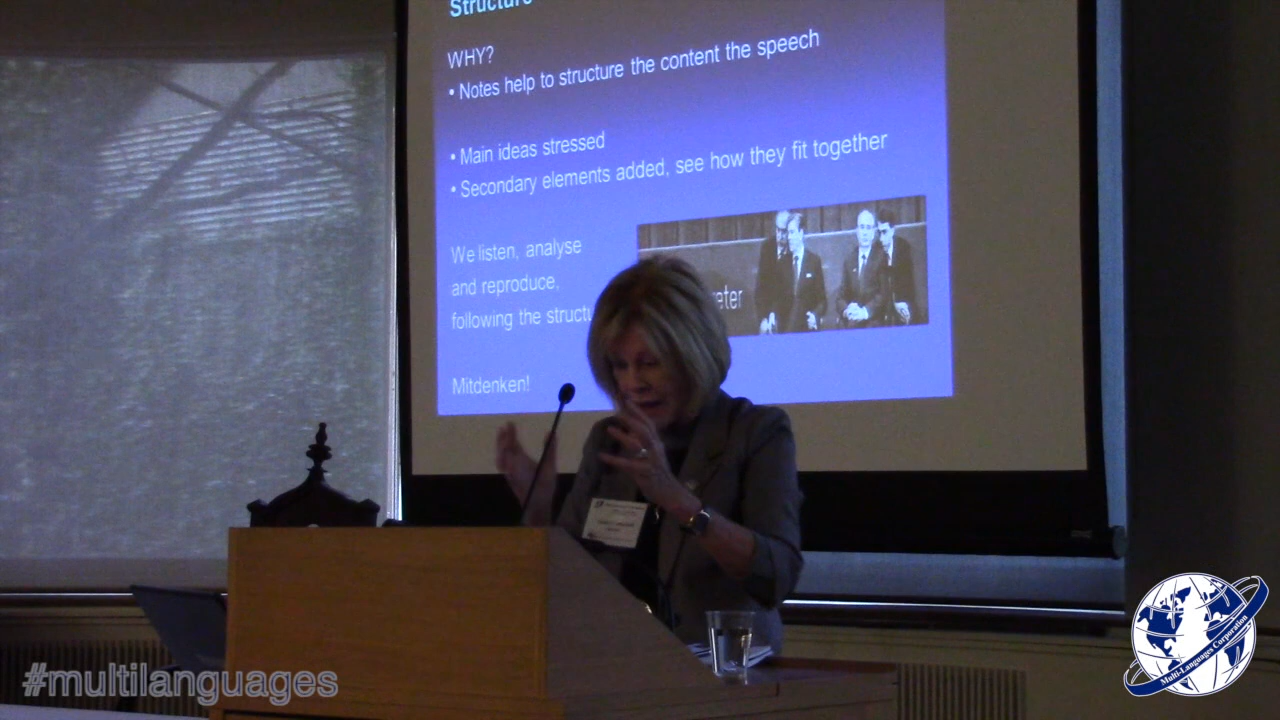 Structure
WHY?
• Notes help to structure the content the speech
• Main ideas stressed
• Secondary elements added, see how they fit together
We listen, analyse
and reproduce,
following the structu
eter
Mitdenken!
#multilanguages
Multi-Languages Corporation